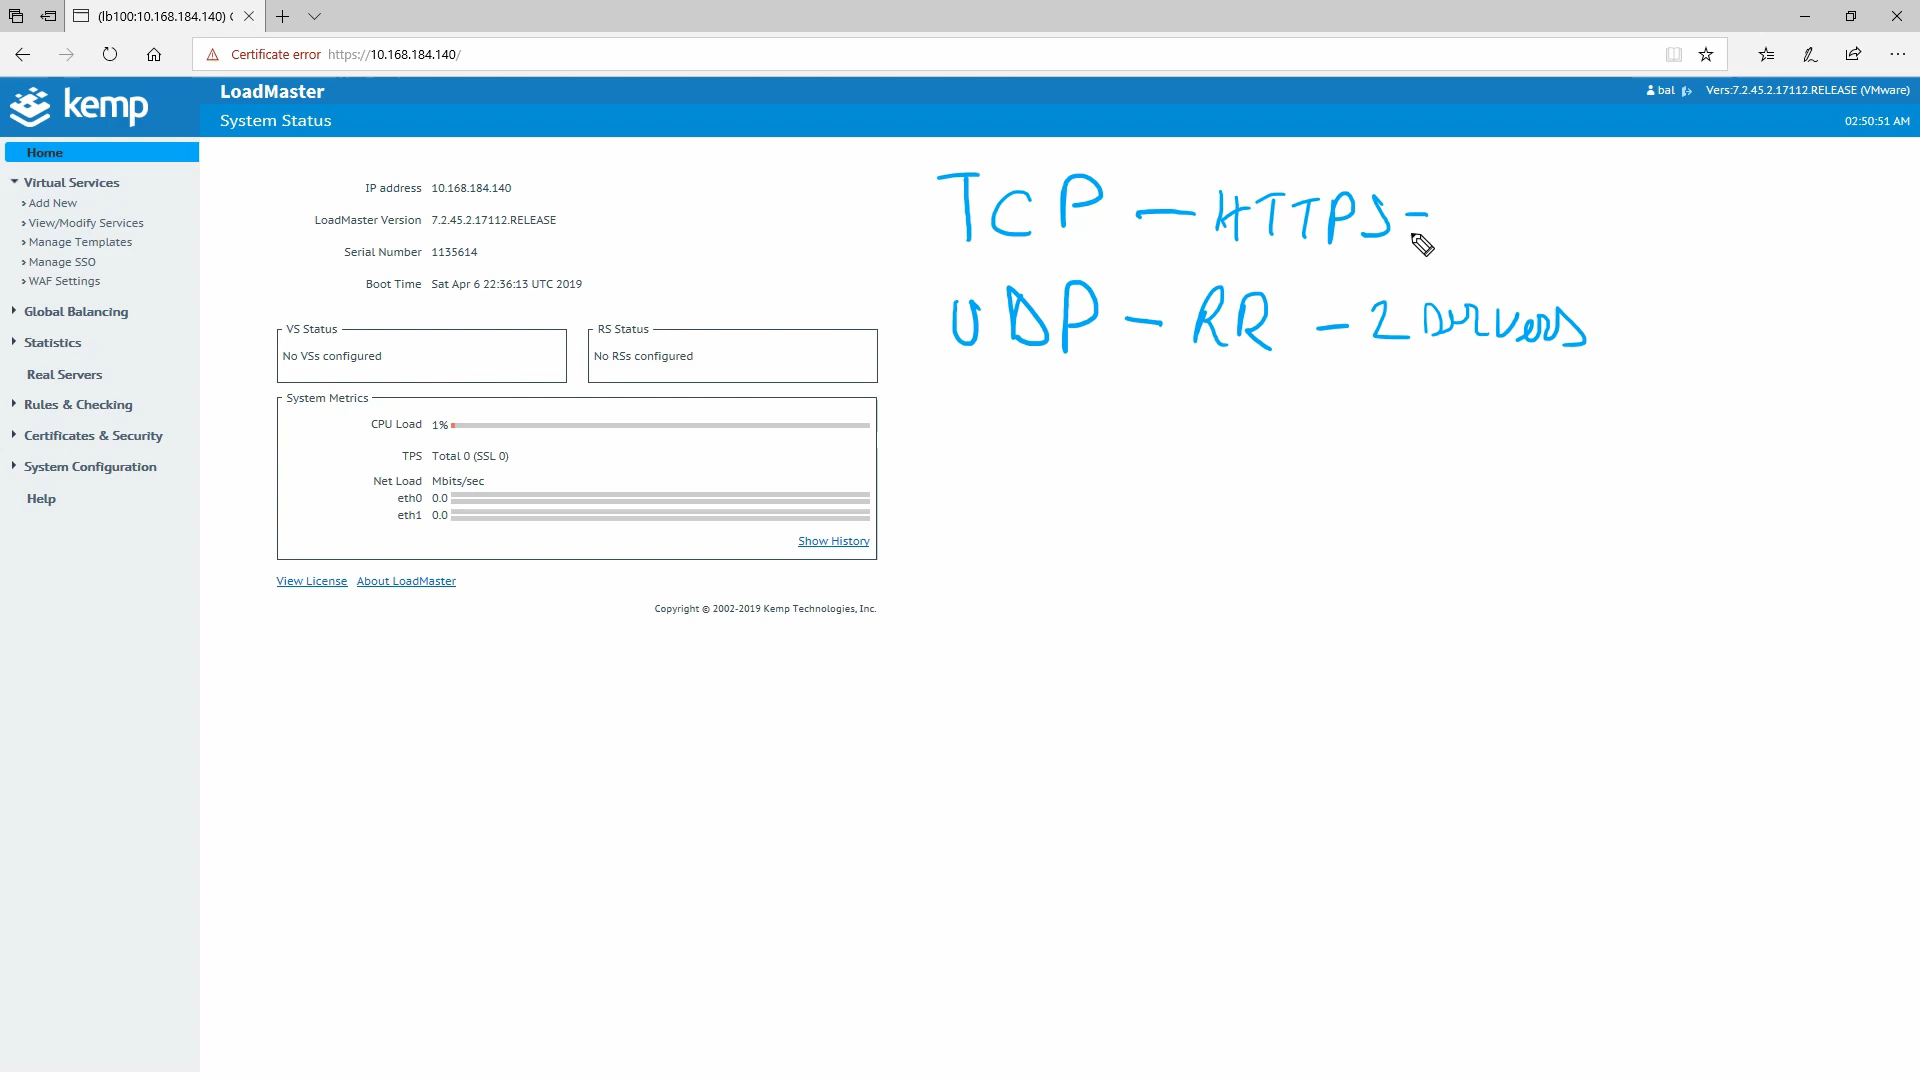 (lb100:10.168.184.140) (
Certificate error https://10.168.184.140/
kemp
LoadMaster
bal Vers:7.2.45.2.17112.RELEASE (VMware)
System Status
02:50:51 AM
Home
Virtual Services
Add New
View/Modify Services
Manage Templates
Manage SSO
WAF Settings
Global Balancing
Statistics
Real Servers
Rules & Checking
Certificates & Security
System Configuration
Help
IP address 10.168.184.140
LoadMaster Version 7.2.45.2.17112.RELEASE
Serial Number 1135614
Boot Time Sat Apr 6 22:36:13 UTC 2019
VS Status
No VSs configured
RS Status
No RSs configured
System Metrics
CPU Load 1%
TPS Total 0 (SSL 0)
Net Load Mbits/sec
eth0 0.0
eth1 0.0
Show History
View License About LoadMaster
Copyright © 2002-2019 Kemp Technologies, Inc.
TCP — HTTPS -
UDP - RR - 2 servers